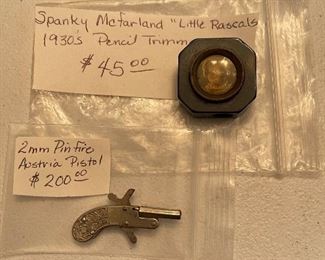 Spanky McFarland "Little Rascals
1930's Pencil Trimm
$ 45.00
2mm Pinfire
Austria Pistol
$ 200.00